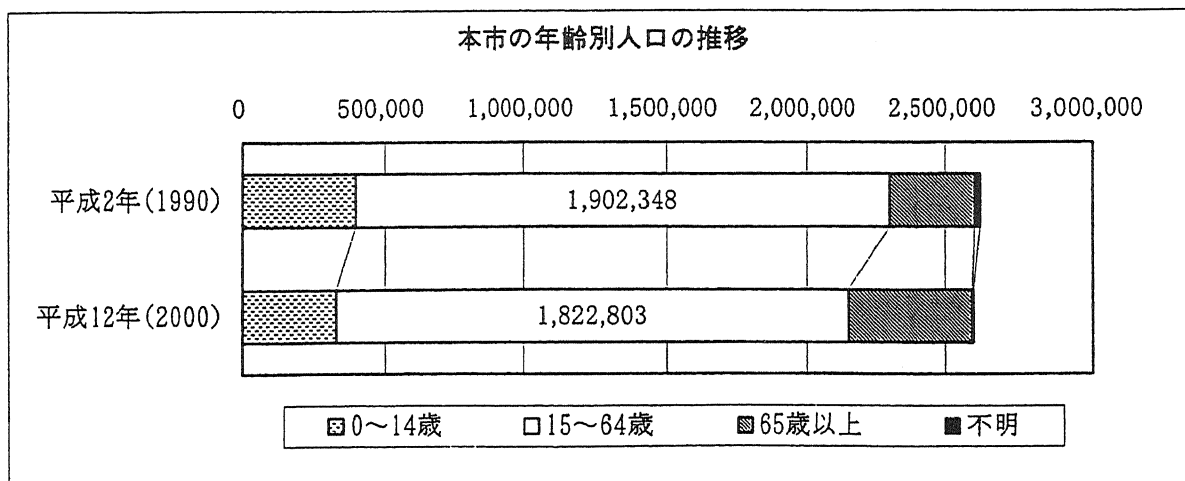 本市の年齢別人口の推移
0 500,000 1,000,000 1,500,000 2,000,000 2,500,000 3,000,000
平成2年(1990) 1,902,348
平成12年(2000) 1,822,803
0～14歳 15～64歳 65歳以上 不明